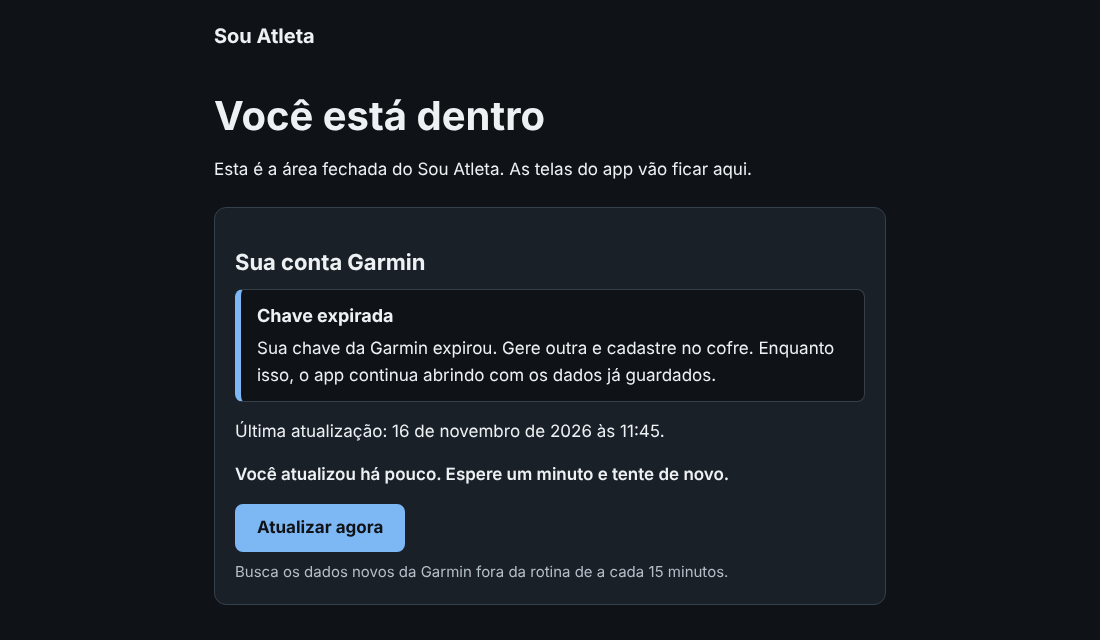 Sou Atleta
Você está dentro
Esta é a área fechada do Sou Atleta. As telas do app vão ficar aqui.
Sua conta Garmin
Chave expirada
Sua chave da Garmin expirou. Gere outra e cadastre no cofre. Enquanto
isso, o app continua abrindo com os dados já guardados.
Última atualização: 16 de novembro de 2026 às 11:45.
Você atualizou há pouco. Espere um minuto e tente de novo.
Atualizar agora
Busca os dados novos da Garmin fora da rotina de a cada 15 minutos.